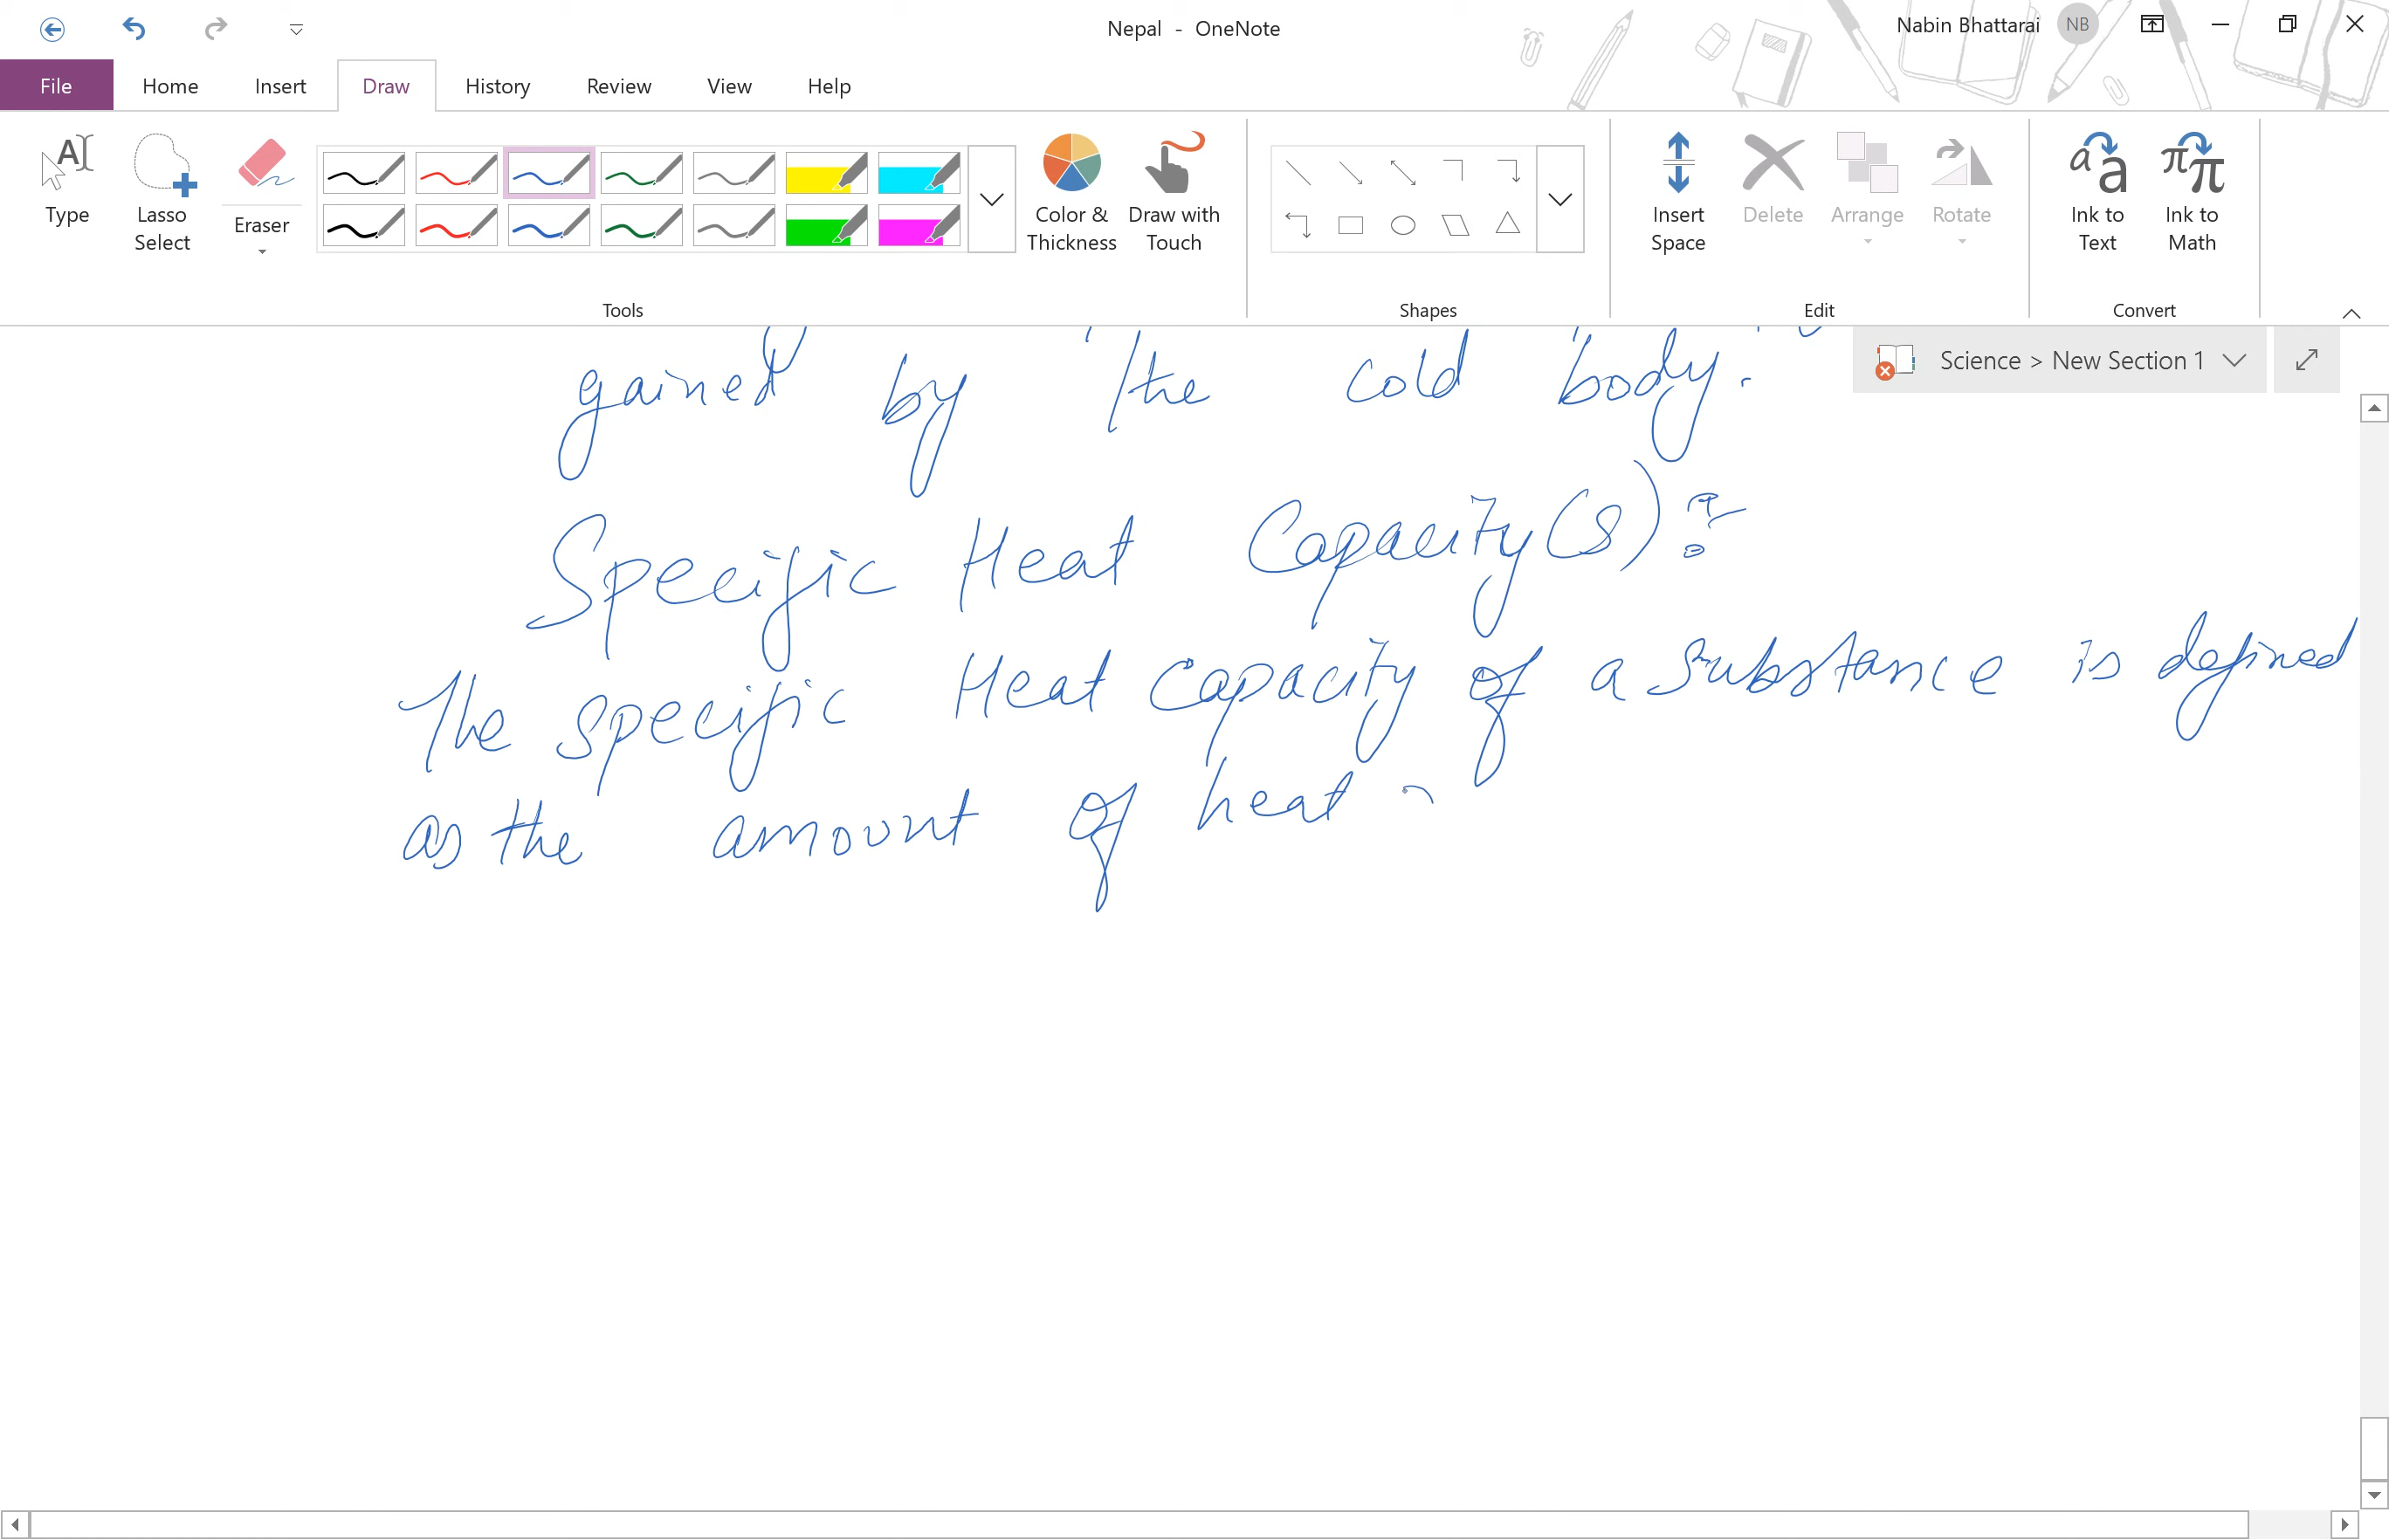 Nepal - OneNote
Nabin Bhattarai NB
File Home Insert Draw History Review View Help
Type
Lasso Select
Eraser
Color & Thickness
Draw with Touch
Insert Space
Delete
Arrange
Rotate
Ink to Text
Ink to Math
Tools Shapes Edit Convert
Science > New Section 1
gained by the cold body.
Specific Heat Capacity (s)?
The specific Heat capacity of a substance is defined
as the amount of heat